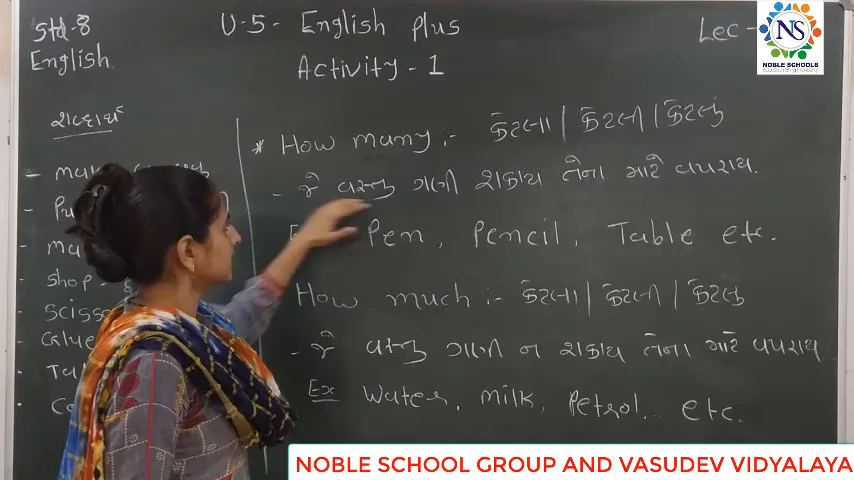 Std-8
English
U-5 - English Plus
Activity - 1
Lec -
NS
NOBLE SCHOOLS
શબ્દાર્થ
shop -
* How many :- કેટલા | કેટલી | કેટલું
- જે વસ્તુ ગણી શકાય તેના માટે વપરાય.
Pen, Pencil, Table etc.
How much :- કેટલા | કેટલી | કેટલું
- જે વસ્તુ ગણી ન શકાય તેના માટે વપરાય
Ex Water, Milk, Petrol... etc.
NOBLE SCHOOL GROUP AND VASUDEV VIDYALAYA